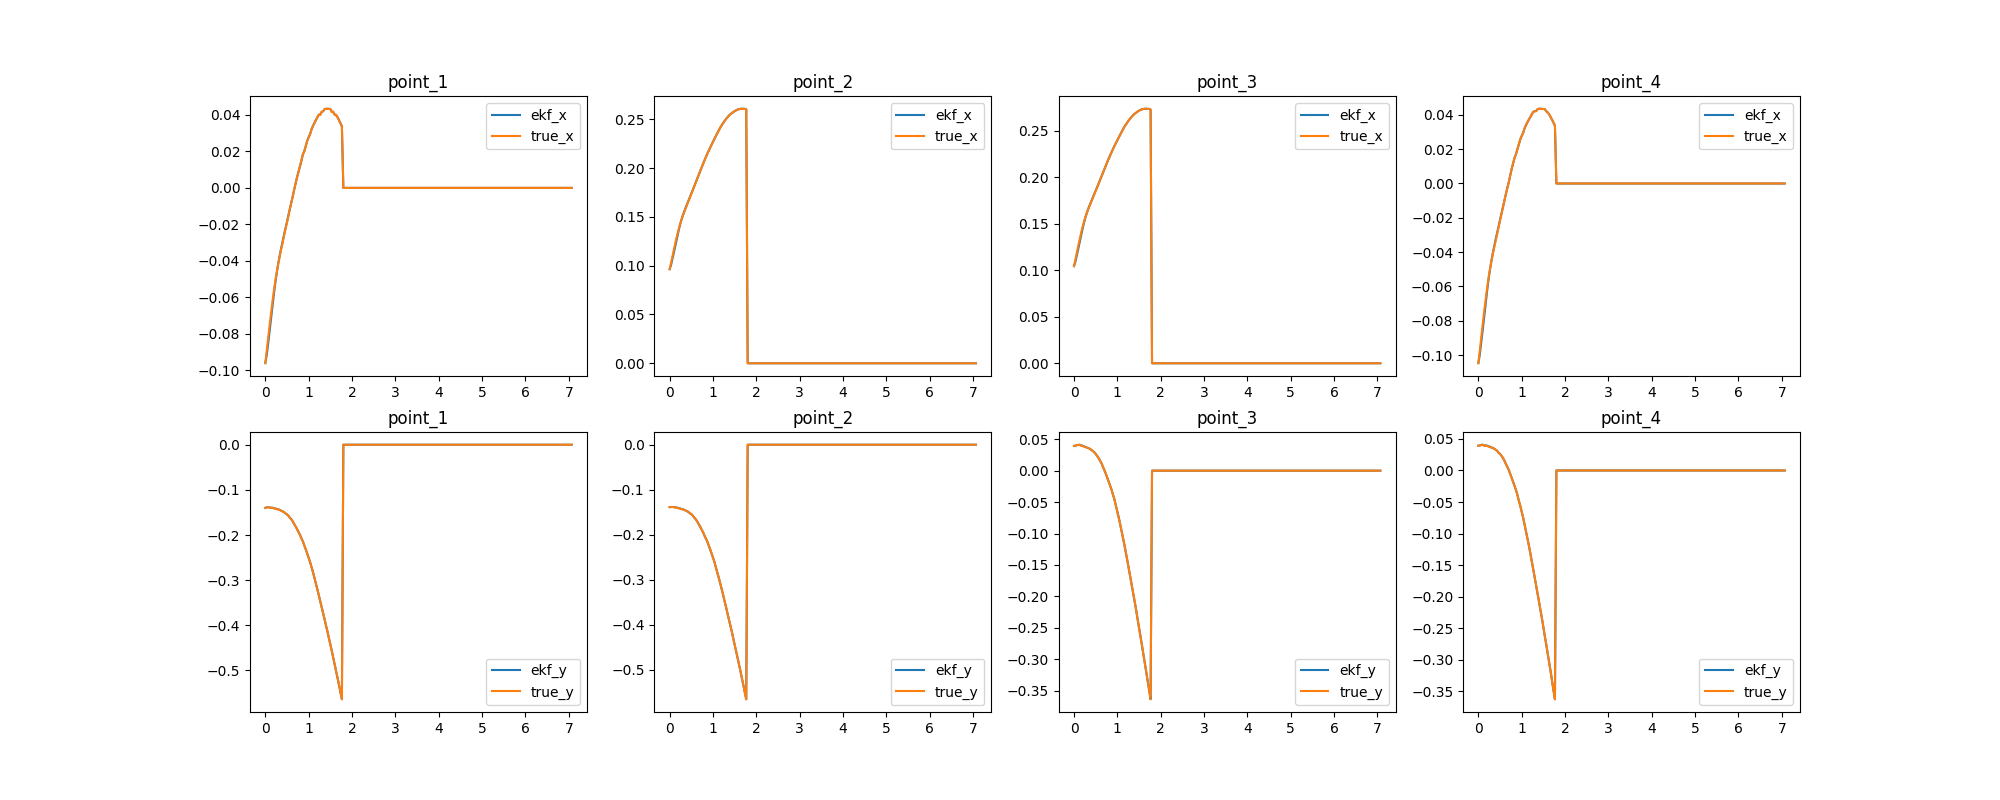 point_1 point_2 point_3 point_4
0.04 ekf_x 0.25 ekf_x 0.25 ekf_x 0.04 ekf_x
true_x true_x true_x true_x
0.02 0.20 0.20 0.02
0.00 0.15 0.15 0.00
−0.02 0.10 0.10 −0.02
−0.04 0.05 0.05 −0.04
−0.06 0.00 0.00 −0.06
−0.08 −0.08
−0.10 −0.10
0 1 2 3 4 5 6 7 0 1 2 3 4 5 6 7 0 1 2 3 4 5 6 7 0 1 2 3 4 5 6 7
point_1 point_2 point_3 point_4
0.0 0.0 0.05 0.05
−0.1 −0.1 0.00 0.00
−0.2 −0.2 −0.05 −0.05
−0.3 −0.3 −0.10 −0.10
−0.4 −0.4 −0.15 −0.15
−0.5 −0.5 −0.20 −0.20
−0.25 −0.25
−0.30 −0.30
−0.35 −0.35
ekf_y ekf_y ekf_y ekf_y
true_y true_y true_y true_y
0 1 2 3 4 5 6 7 0 1 2 3 4 5 6 7 0 1 2 3 4 5 6 7 0 1 2 3 4 5 6 7